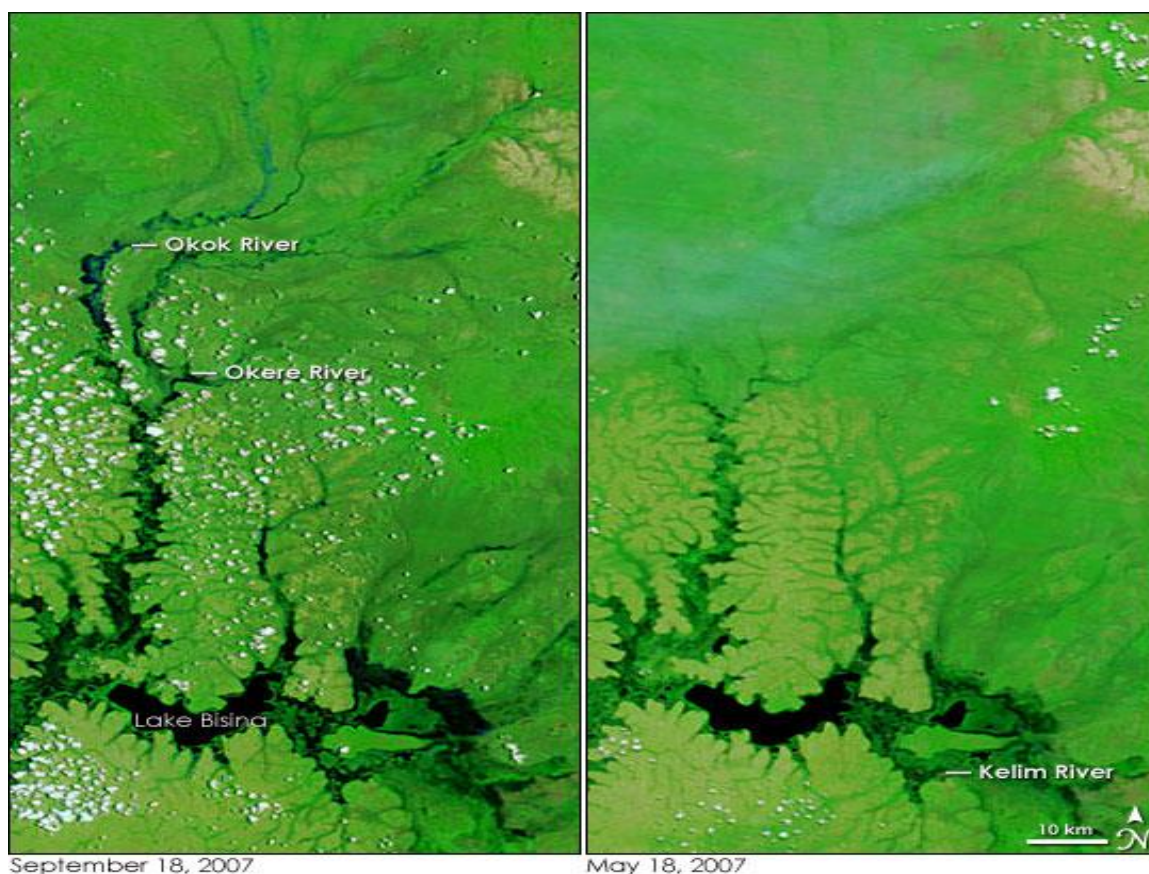 Okok River
Okere River
Lake Bisina
Kelim River
10 km
N
September 18, 2007
May 18, 2007